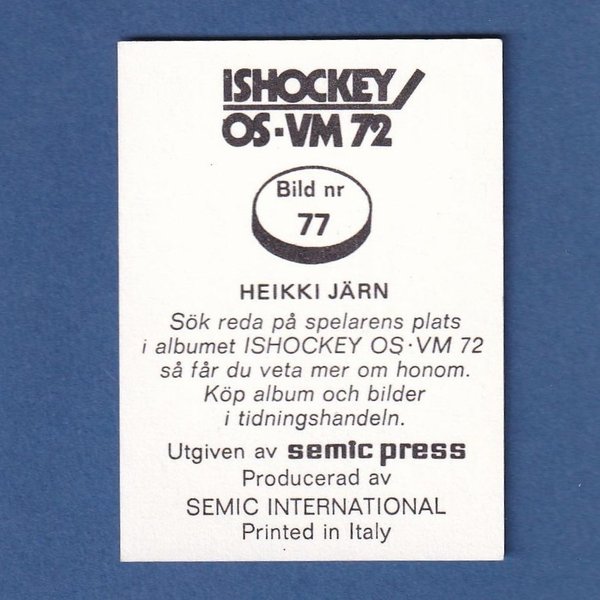 ISHOCKEY
OS·VM 72
Bild nr
77
HEIKKI JÄRN
Sök reda på spelarens plats
i albumet ISHOCKEY OS·VM 72
så får du veta mer om honom.
Köp album och bilder
i tidningshandeln.
Utgiven av semic press
Producerad av
SEMIC INTERNATIONAL
Printed in Italy